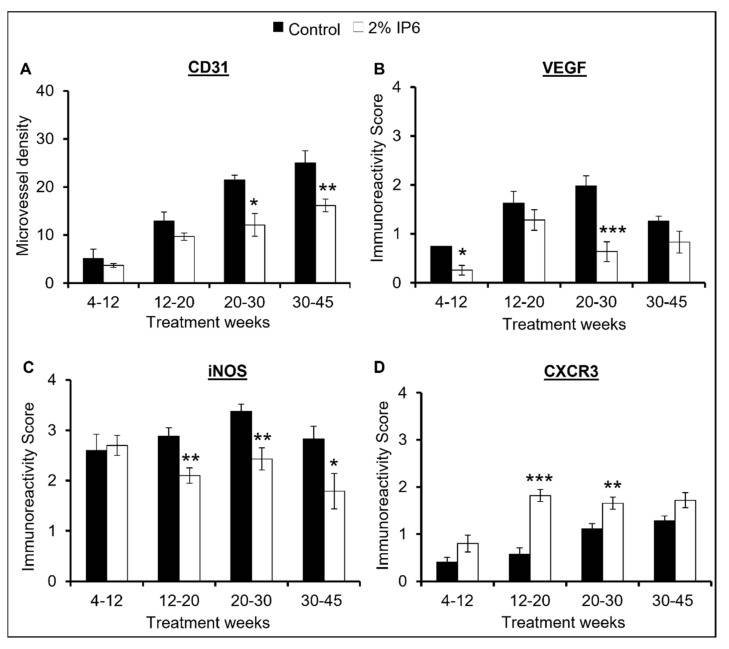 Control 2% IP6
A CD31
40
30
20
10
0
Microvessel density
*
**
4-12 12-20 20-30 30-45
Treatment weeks
B VEGF
4
3
2
1
0
Immunoreactivity Score
*
***
4-12 12-20 20-30 30-45
Treatment weeks
C iNOS
4
3
2
1
0
Immunoreactivity Score
**
**
*
4-12 12-20 20-30 30-45
Treatment weeks
D CXCR3
4
3
2
1
0
Immunoreactivity Score
***
**
4-12 12-20 20-30 30-45
Treatment weeks